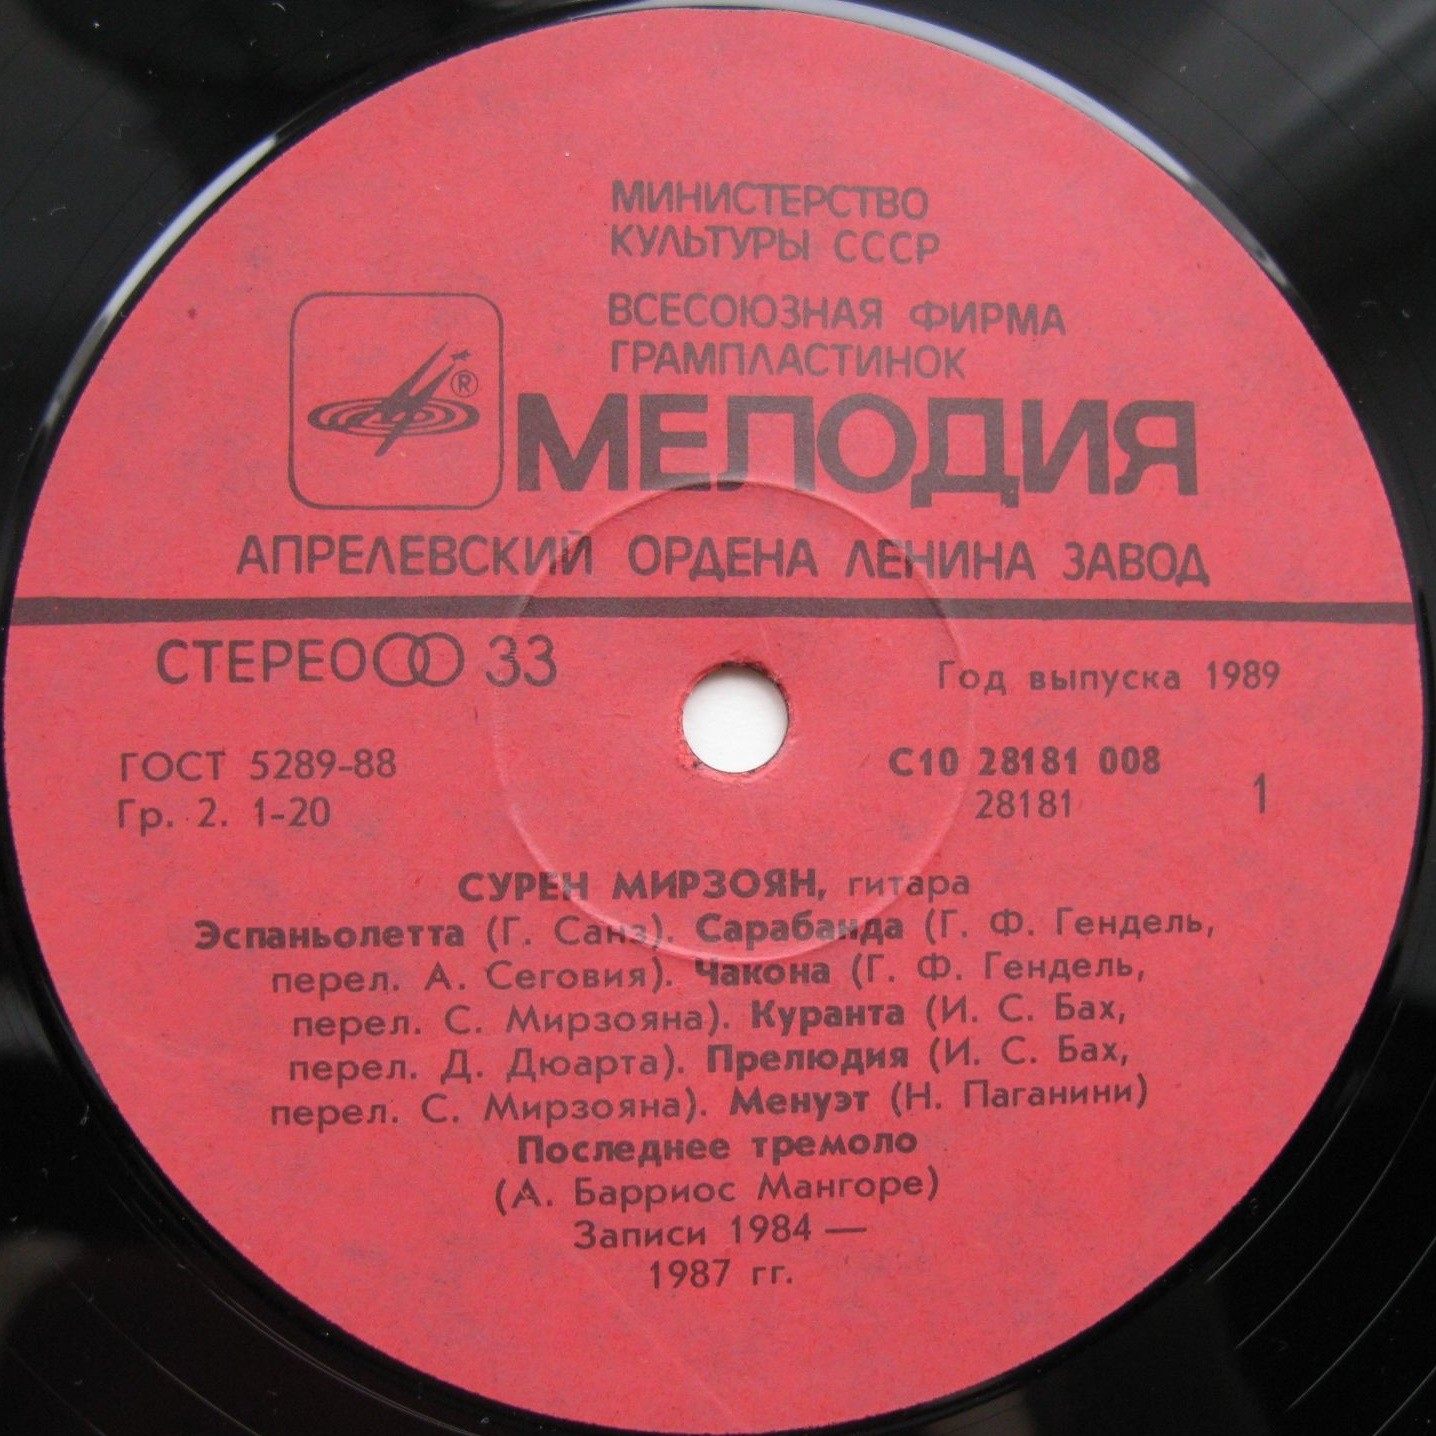 МИНИСТЕРСТВО
КУЛЬТУРЫ СССР
ВСЕСОЮЗНАЯ ФИРМА
ГРАМПЛАСТИНОК
®
МЕЛОДИЯ
АПРЕЛЕВСКИЙ ОРДЕНА ЛЕНИНА ЗАВОД
СТЕРЕО 33
Год выпуска 1989
ГОСТ 5289-88
Гр. 2. 1-20
С10 28181 008
28181
1
СУРЕН МИРЗОЯН, гитара
Эспаньолетта (Г. Санз). Сарабанда (Г. Ф. Гендель,
перел. А. Сеговия). Чакона (Г. Ф. Гендель,
перел. С. Мирзояна). Куранта (И. С. Бах,
перел. Д. Дюарта). Прелюдия (И. С. Бах,
перел. С. Мирзояна). Менуэт (Н. Паганини)
Последнее тремоло
(А. Барриос Мангоре)
Записи 1984 —
1987 гг.